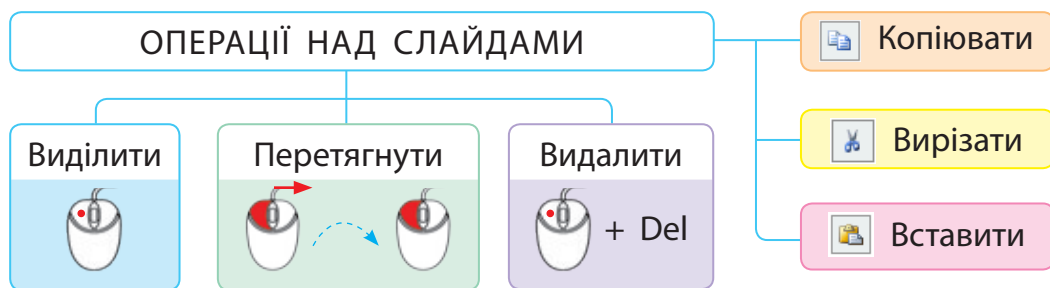 ОПЕРАЦІЇ НАД СЛАЙДАМИ
Виділити
Перетягнути
Видалити
+ Del
Копіювати
Вирізати
Вставити